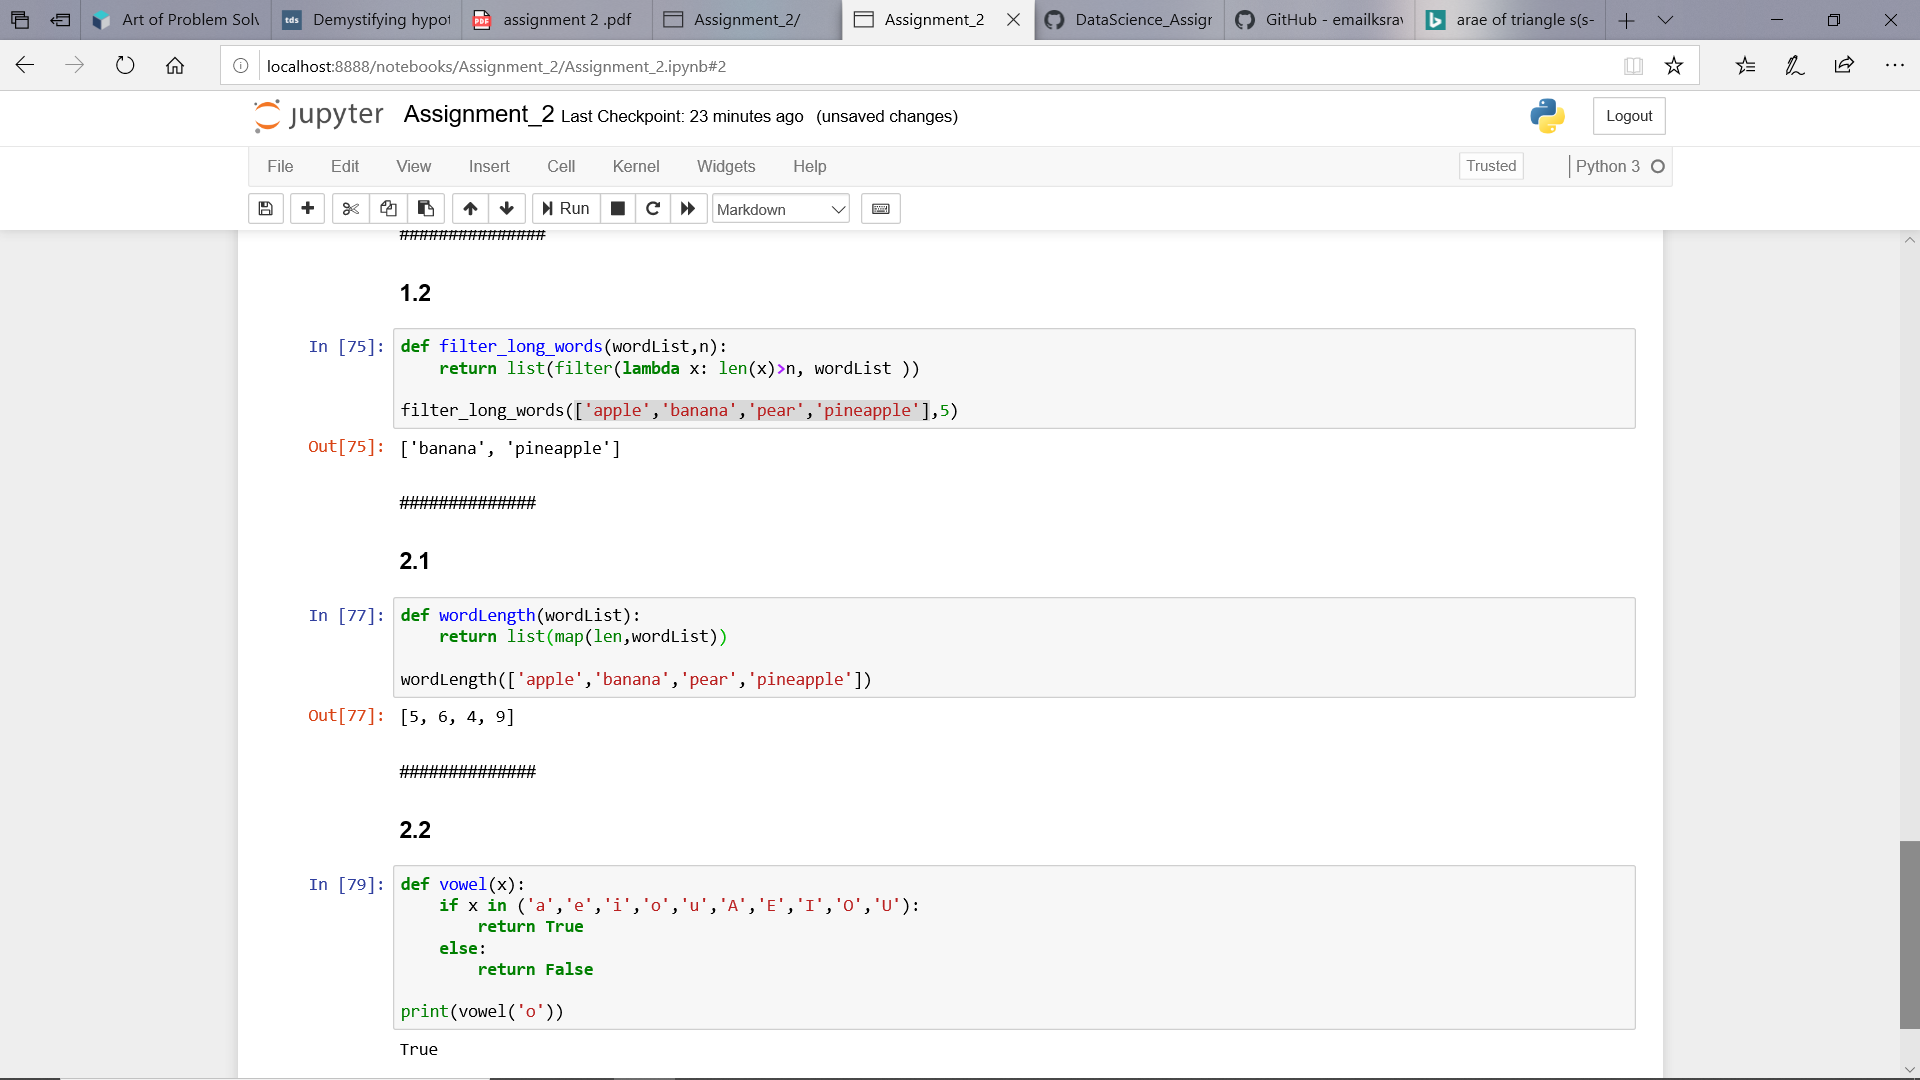 Art of Problem Solv
tds Demystifying hypot
PDF assignment 2 .pdf
Assignment_2/
Assignment_2
DataScience_Assigr
GitHub - emailksrav
arae of triangle s(s-
localhost:8888/notebooks/Assignment_2/Assignment_2.ipynb#2
jupyter Assignment_2 Last Checkpoint: 23 minutes ago (unsaved changes) Logout
File Edit View Insert Cell Kernel Widgets Help Trusted Python 3
Run Markdown
###############
1.2
In [75]: def filter_long_words(wordList,n):
    return list(filter(lambda x: len(x)>n, wordList ))
filter_long_words(['apple','banana','pear','pineapple'],5)
Out[75]: ['banana', 'pineapple']
##############
2.1
In [77]: def wordLength(wordList):
    return list(map(len,wordList))
wordLength(['apple','banana','pear','pineapple'])
Out[77]: [5, 6, 4, 9]
##############
2.2
In [79]: def vowel(x):
    if x in ('a','e','i','o','u','A','E','I','O','U'):
        return True
    else:
        return False
print(vowel('o'))
True